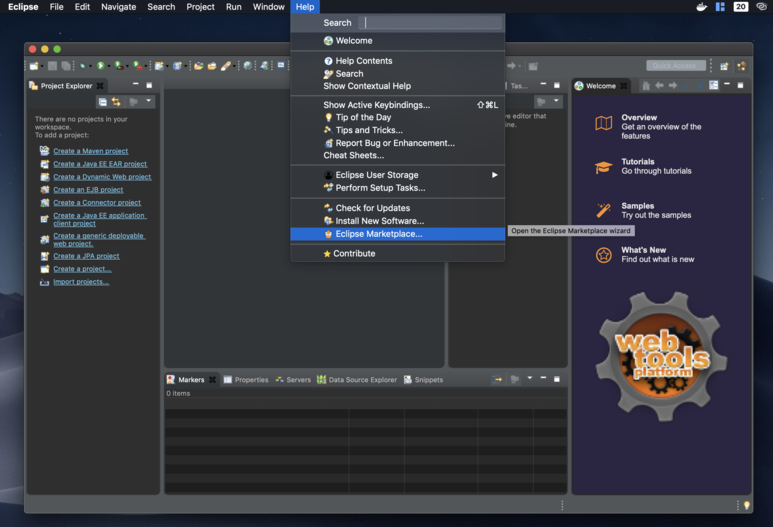 Eclipse File Edit Navigate Search Project Run Window Help
20
Search
Welcome
Help Contents
Search
Show Contextual Help
Show Active Keybindings... ⇧⌘L
Tip of the Day
Tips and Tricks...
Report Bug or Enhancement...
Cheat Sheets...
Eclipse User Storage
Perform Setup Tasks...
Check for Updates
Install New Software...
Eclipse Marketplace...
Contribute
Open the Eclipse Marketplace wizard
Quick Access
Project Explorer
There are no projects in your
workspace.
To add a project:
Create a Maven project
Create a Java EE EAR project
Create a Dynamic Web project
Create an EJB project
Create a Connector project
Create a Java EE application
client project
Create a generic deployable
web project.
Create a JPA project
Create a project...
Import projects...
Tas...
ve editor that
ine.
Welcome
Overview
Get an overview of the
features
Tutorials
Go through tutorials
Samples
Try out the samples
What's New
Find out what is new
web
tools
platform
Markers Properties Servers Data Source Explorer Snippets
0 items